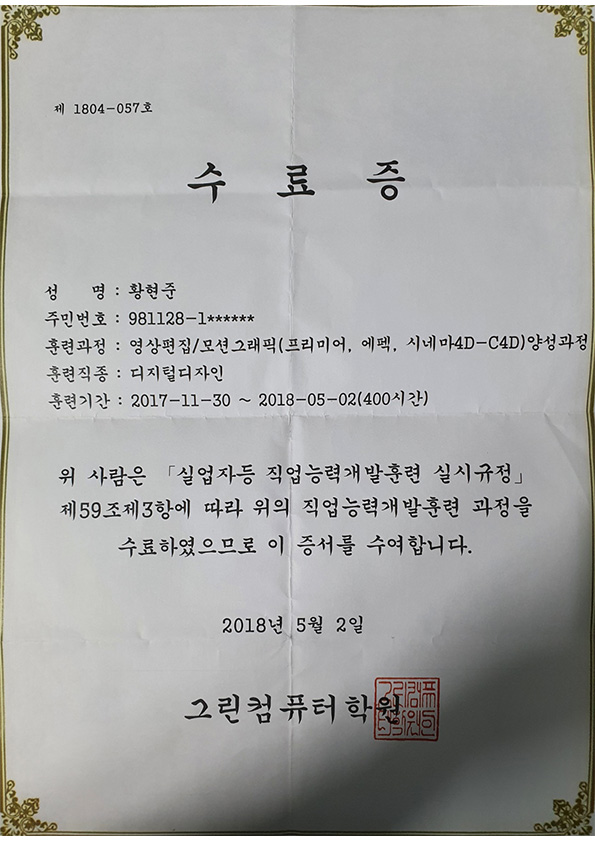 제 1804-057호
수 료 증
성 명 : 황현준
주민번호 : 981128-1******
훈련과정 : 영상편집/모션그래픽(프리미어, 에펙, 시네마4D-C4D)양성과정
훈련직종 : 디지털디자인
훈련기간 : 2017-11-30 ~ 2018-05-02(400시간)
위 사람은 「실업자등 직업능력개발훈련 실시규정」
제59조제3항에 따라 위의 직업능력개발훈련 과정을
수료하였으므로 이 증서를 수여합니다.
2018년 5월 2일
그린컴퓨터학원